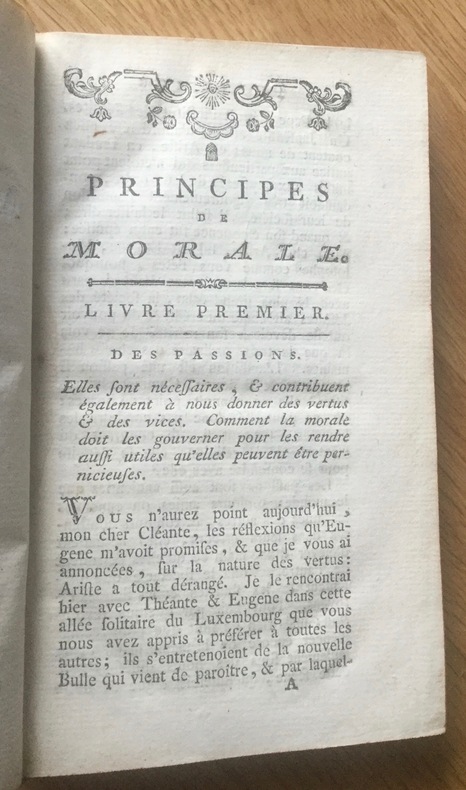 PRINCIPES
DE
MORALE.
LIVRE PREMIER.
DES PASSIONS.
Elles ſont néceſſaires, & contribuent
également à nous donner des vertus
& des vices. Comment la morale
doit les gouverner pour les rendre
auſſi utiles qu'elles peuvent être per-
nicieuſes.
VOUS n'aurez point aujourd'hui,
mon cher Cléante, les réflexions qu'Eu-
gene m'avoit promiſes, & que je vous ai
annoncées, ſur la nature des vertus:
Ariſte a tout dérangé. Je le rencontrai
hier avec Théante & Eugene dans cette
allée ſolitaire du Luxembourg que vous
nous avez appris à préférer à toutes les
autres; ils s'entretenoient de la nouvelle
Bulle qui vient de paroître, & par laquel-
A